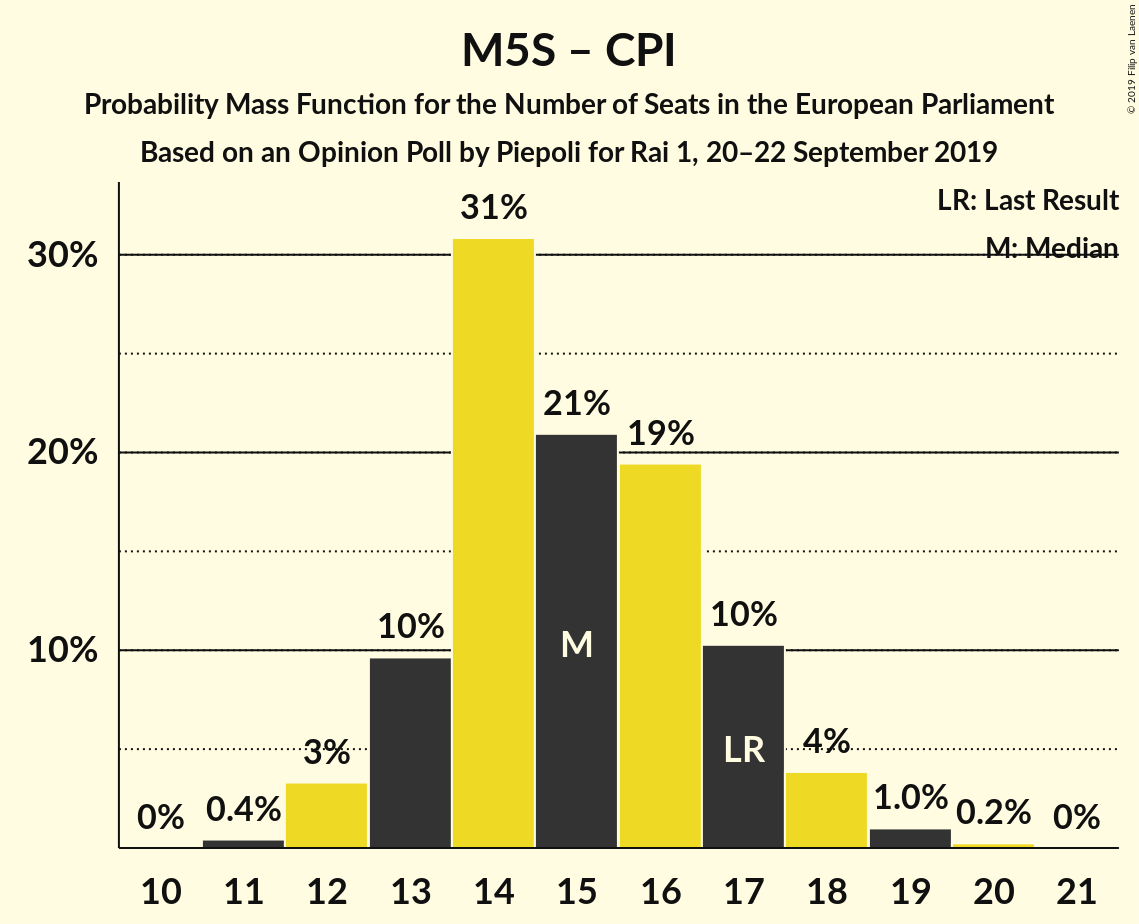 M5S – CPI
Probability Mass Function for the Number of Seats in the European Parliament
Based on an Opinion Poll by Piepoli for Rai 1, 20–22 September 2019
© 2019 Filip van Laenen
LR: Last Result
M: Median
30%
20%
10%
0%
0.4%
3%
10%
31%
21%
19%
10%
4%
1.0%
0.2%
0%
M
LR
10 11 12 13 14 15 16 17 18 19 20 21